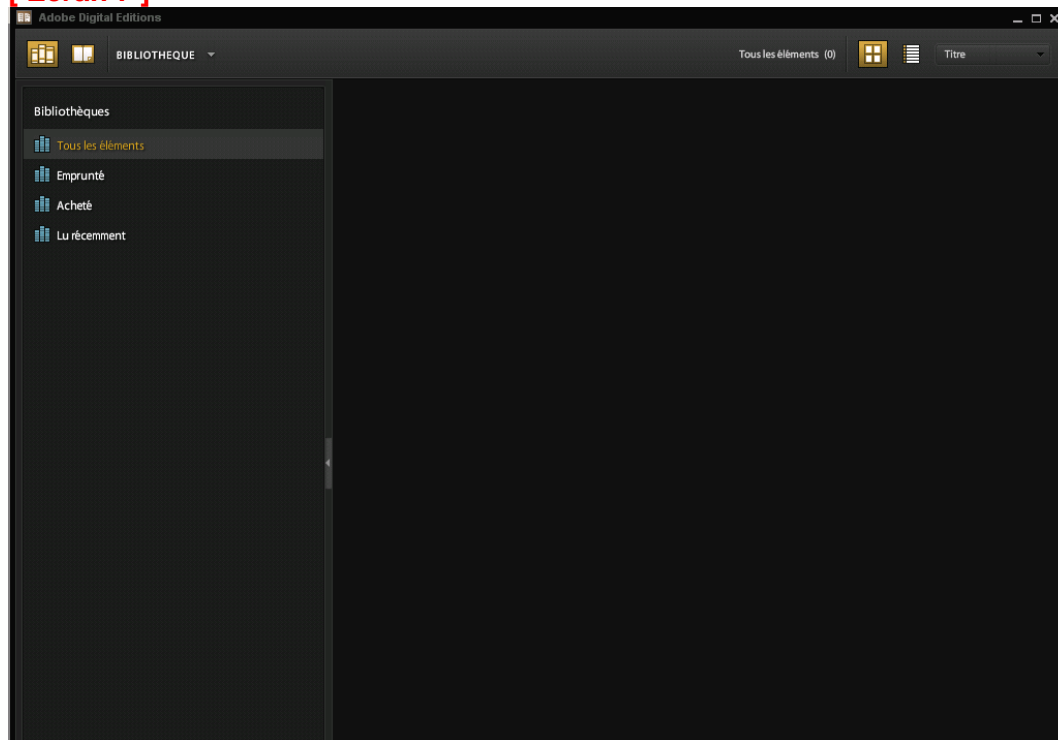 Adobe Digital Editions
BIBLIOTHEQUE
Tous les éléments (0)
Titre
Bibliothèques
Tous les éléments
Emprunté
Acheté
Lu récemment